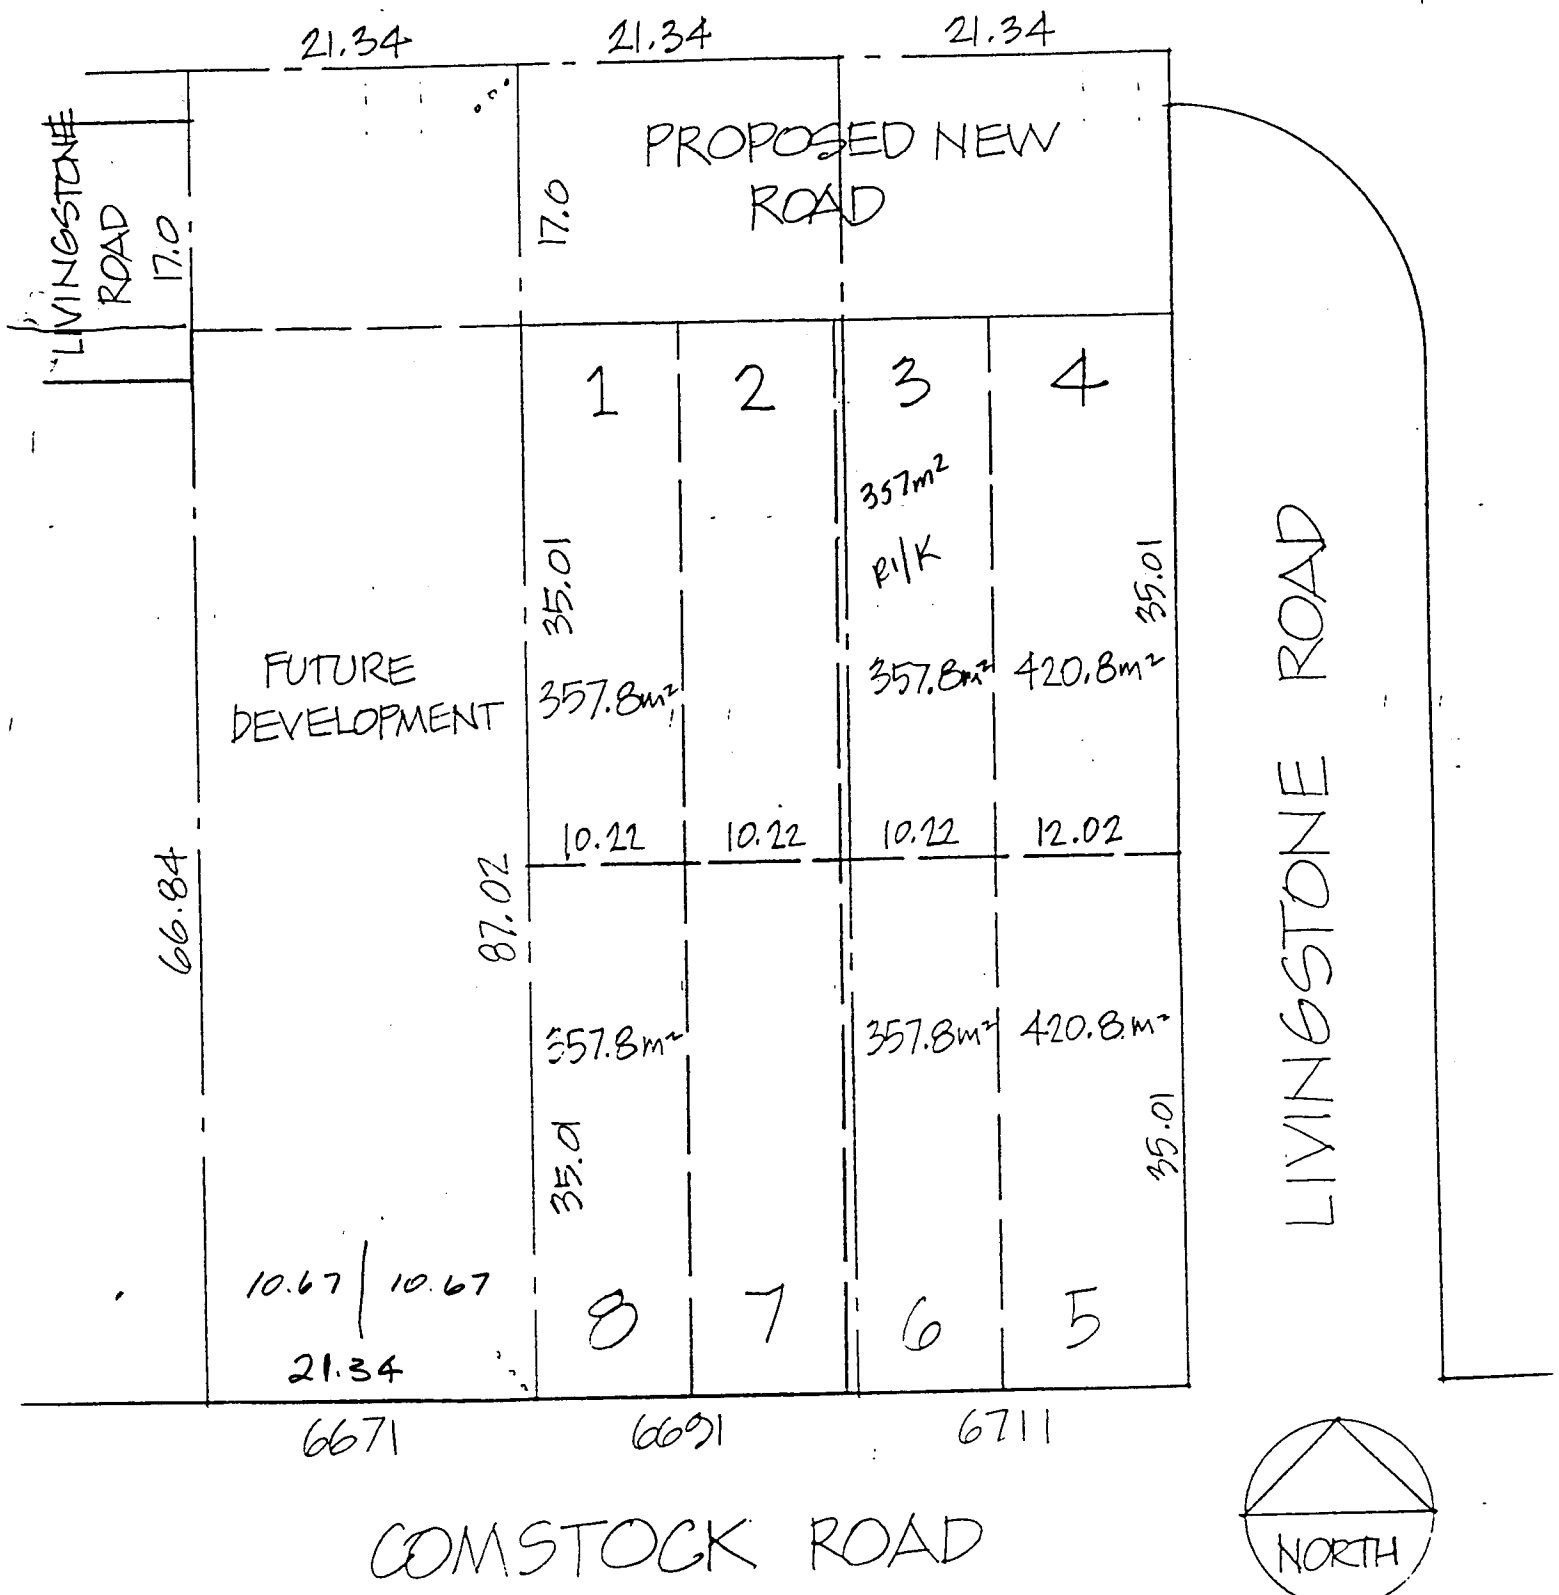 21.34
21.34
21.34
LIVINGSTONE
ROAD
17.0
17.0
PROPOSED NEW
ROAD
1
2
3
4
357m²
R1/K
35.01
35.01
FUTURE
DEVELOPMENT
357.8m²
357.8m²
420.8m²
10.22
10.22
10.22
12.02
66.84
87.02
357.8m²
357.8m²
420.8m²
35.01
35.01
LIVINGSTONE ROAD
10.67
10.67
21.34
8
7
6
5
6671
6691
6711
COMSTOCK ROAD
NORTH